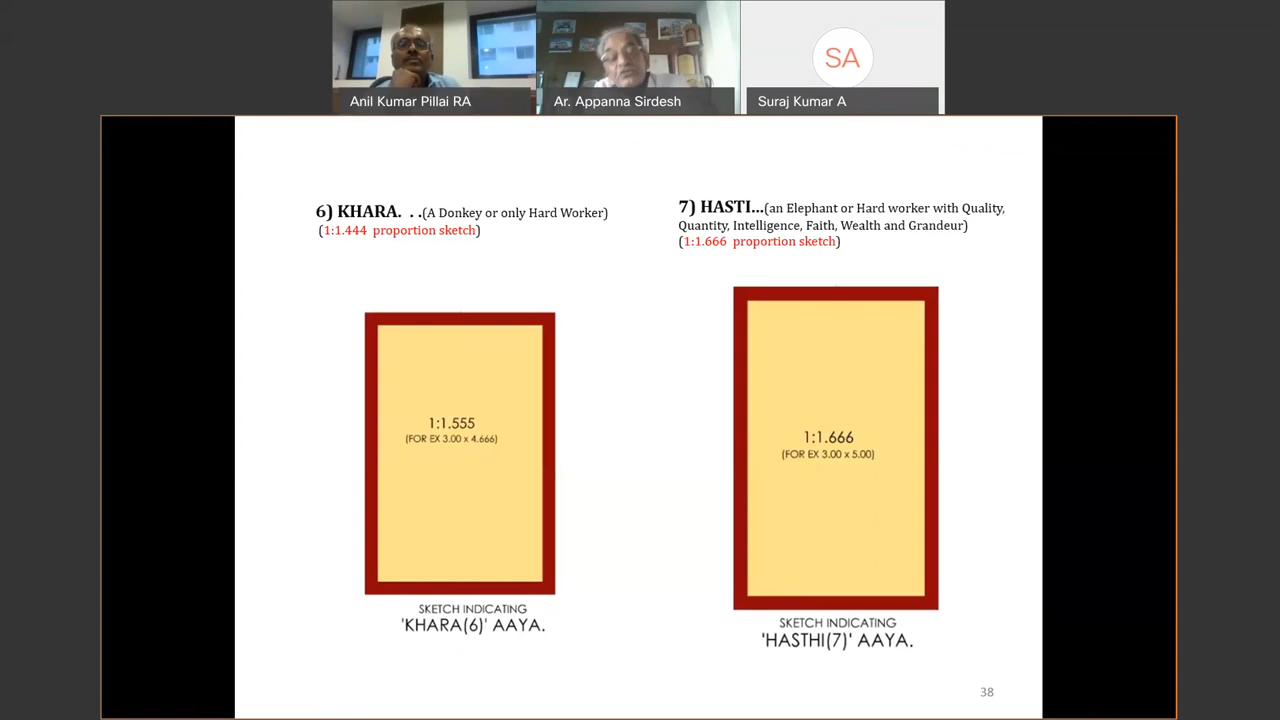 SA
Anil Kumar Pillai RA
Ar. Appanna Sirdesh
Suraj Kumar A
6) KHARA. . .(A Donkey or only Hard Worker)
(1:1.444 proportion sketch)
7) HASTI...(an Elephant or Hard worker with Quality,
Quantity, Intelligence, Faith, Wealth and Grandeur)
(1:1.666 proportion sketch)
1:1.555
(FOR EX 3.00 x 4.666)
SKETCH INDICATING
'KHARA(6)' AAYA.
1:1.666
(FOR EX 3.00 x 5.00)
SKETCH INDICATING
'HASTHI(7)' AAYA.
38